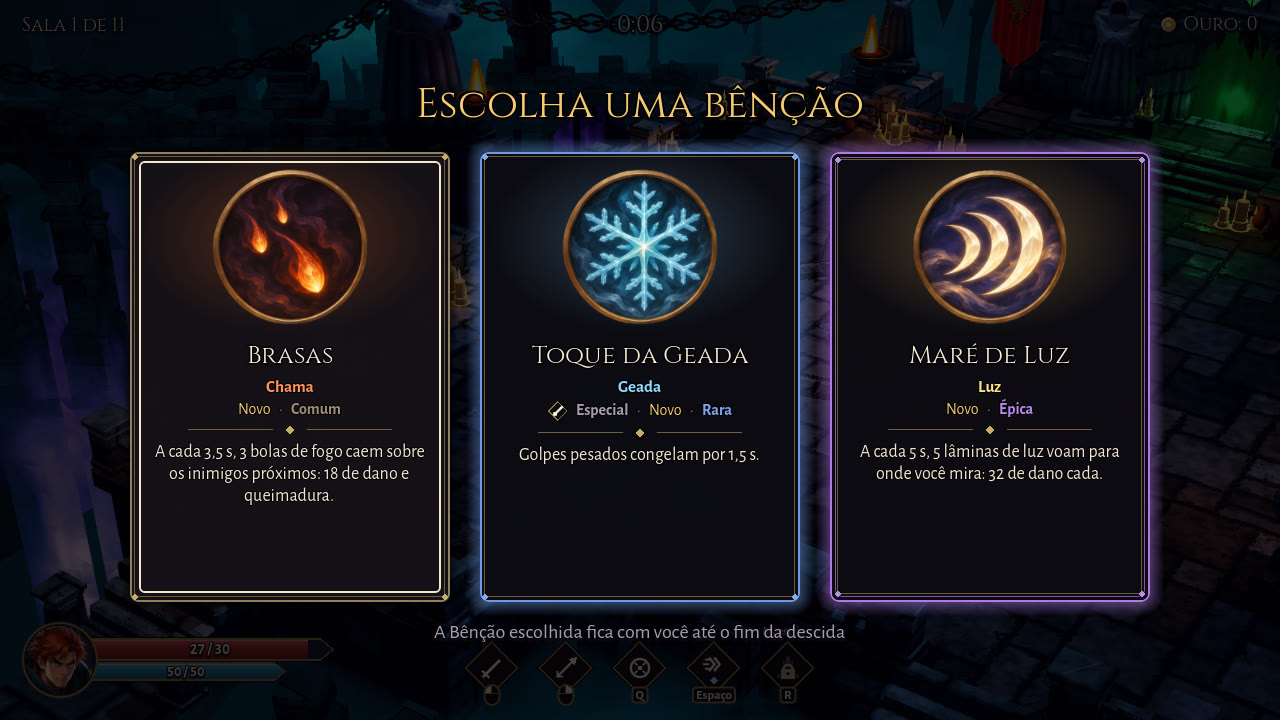 Sala 1 de 11
0:06
Ouro: 0
Escolha uma bênção
Brasas
Chama
Novo · Comum
A cada 3,5 s, 3 bolas de fogo caem sobre
os inimigos próximos: 18 de dano e
queimadura.
Toque da Geada
Geada
Especial · Novo · Rara
Golpes pesados congelam por 1,5 s.
Maré de Luz
Luz
Novo · Épica
A cada 5 s, 5 lâminas de luz voam para
onde você mira: 32 de dano cada.
A Bênção escolhida fica com você até o fim da descida
27/30
50/50
Q
Espaço
R